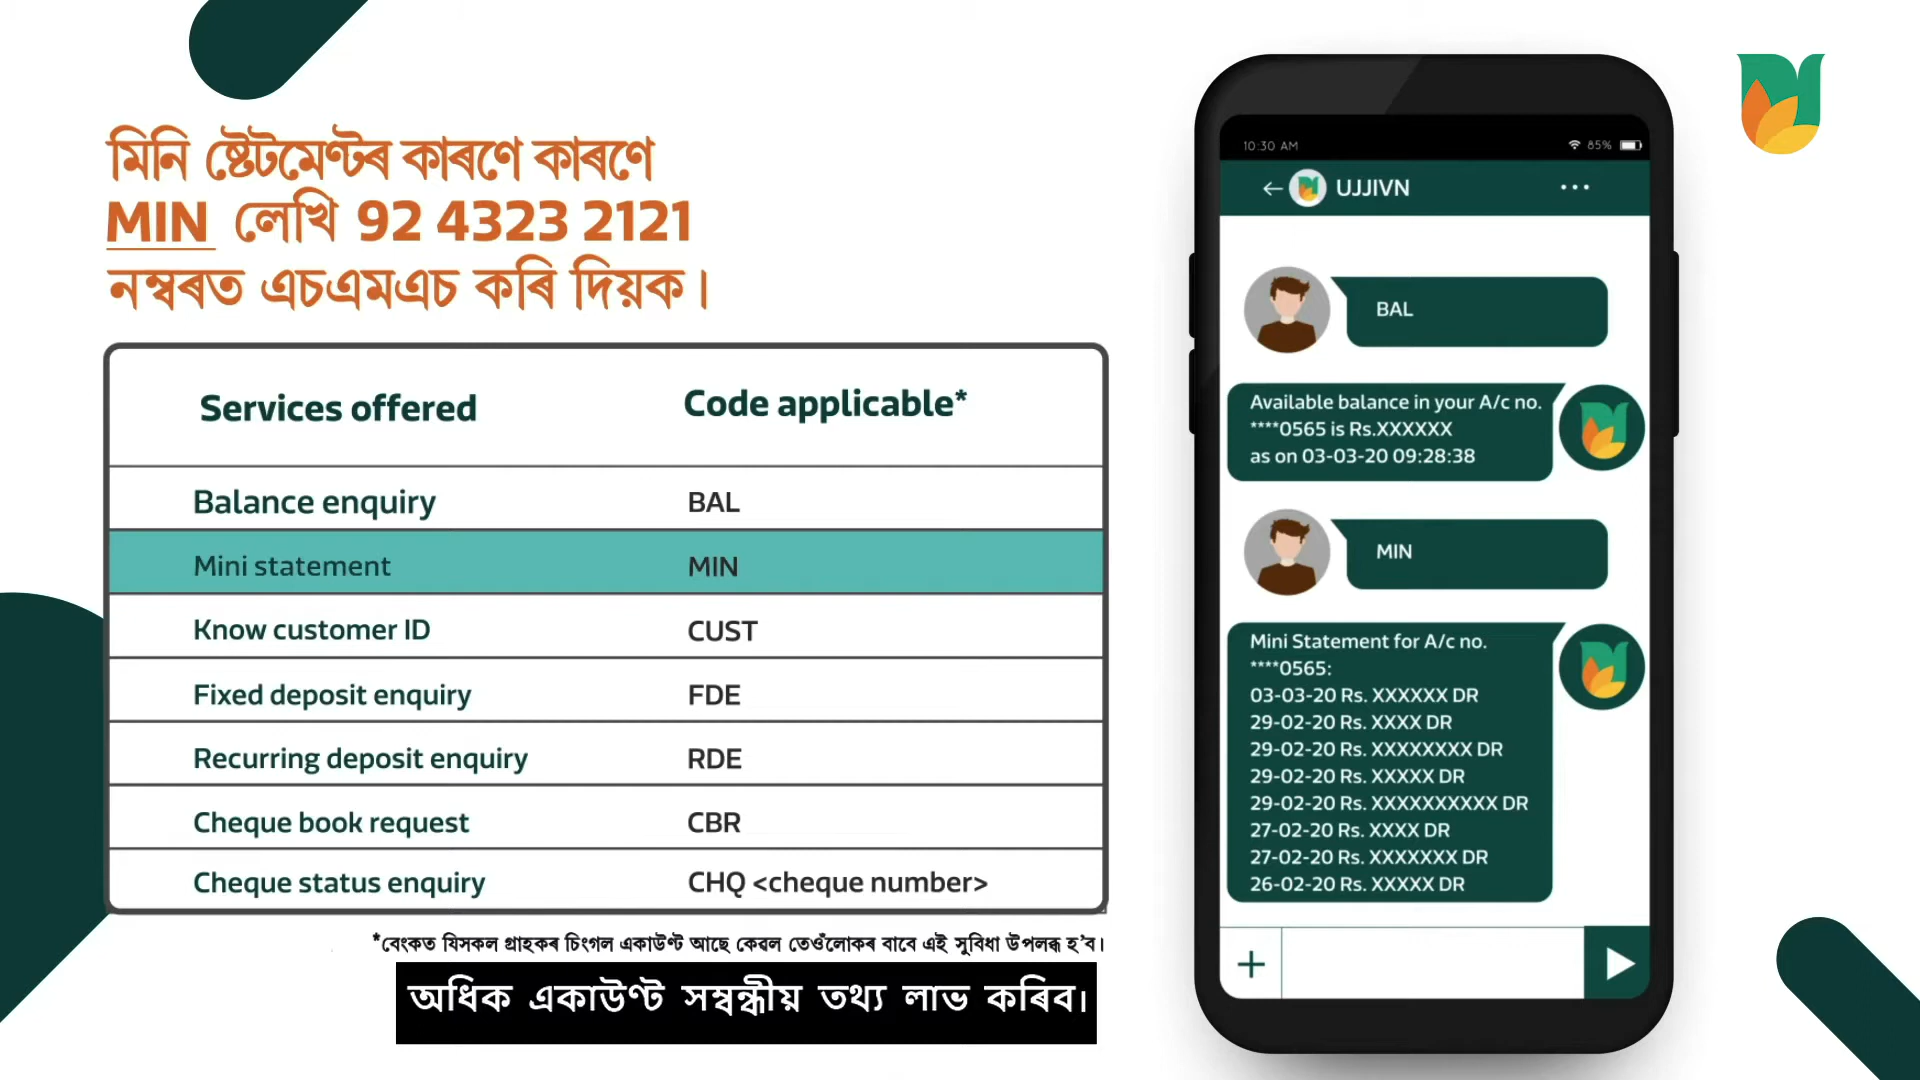 মিনি ষ্টেটমেণ্টৰ কাৰণে কাৰণে
MIN লেখি 92 4323 2121
নম্বৰত এচএমএচ কৰি দিয়ক।
Services offered Code applicable*
Balance enquiry BAL
Mini statement MIN
Know customer ID CUST
Fixed deposit enquiry FDE
Recurring deposit enquiry RDE
Cheque book request CBR
Cheque status enquiry CHQ <cheque number>
*বেংকত যিসকল গ্ৰাহকৰ চিংগল একাউণ্ট আছে কেৱল তেওঁলোকৰ বাবে এই সুবিধা উপলব্ধ হ'ব।
অধিক একাউণ্ট সম্বন্ধীয় তথ্য লাভ কৰিব।
10:30 AM 85%
UJJIVN
BAL
Available balance in your A/c no.
****0565 is Rs.XXXXXX
as on 03-03-20 09:28:38
MIN
Mini Statement for A/c no.
****0565:
03-03-20 Rs. XXXXXX DR
29-02-20 Rs. XXXX DR
29-02-20 Rs. XXXXXXXX DR
29-02-20 Rs. XXXXX DR
29-02-20 Rs. XXXXXXXXXX DR
27-02-20 Rs. XXXX DR
27-02-20 Rs. XXXXXXX DR
26-02-20 Rs. XXXXX DR